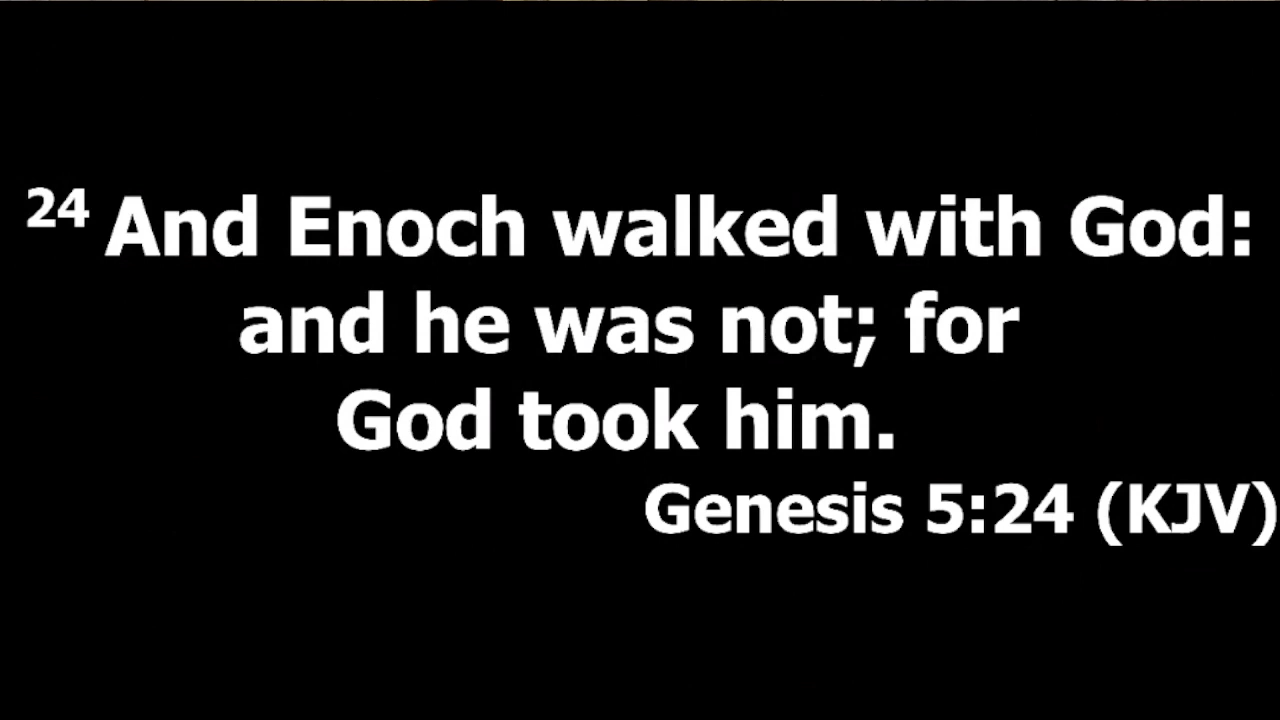 24 And Enoch walked with God:
and he was not; for
God took him.
Genesis 5:24 (KJV)